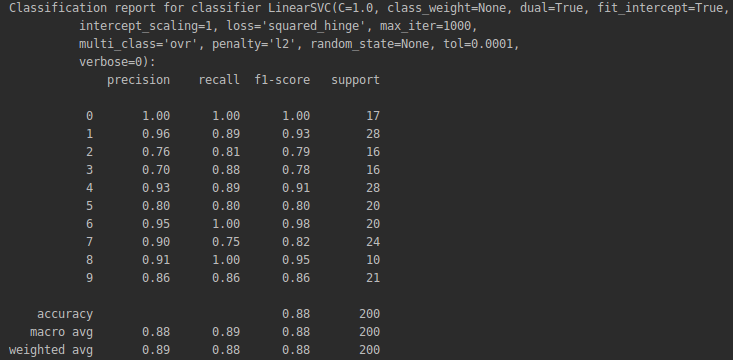 Classification report for classifier LinearSVC(C=1.0, class_weight=None, dual=True, fit_intercept=True,
intercept_scaling=1, loss='squared_hinge', max_iter=1000,
multi_class='ovr', penalty='l2', random_state=None, tol=0.0001,
verbose=0):
precision recall f1-score support
0 1.00 1.00 1.00 17
1 0.96 0.89 0.93 28
2 0.76 0.81 0.79 16
3 0.70 0.88 0.78 16
4 0.93 0.89 0.91 28
5 0.80 0.80 0.80 20
6 0.95 1.00 0.98 20
7 0.90 0.75 0.82 24
8 0.91 1.00 0.95 10
9 0.86 0.86 0.86 21
accuracy 0.88 200
macro avg 0.88 0.89 0.88 200
weighted avg 0.89 0.88 0.88 200